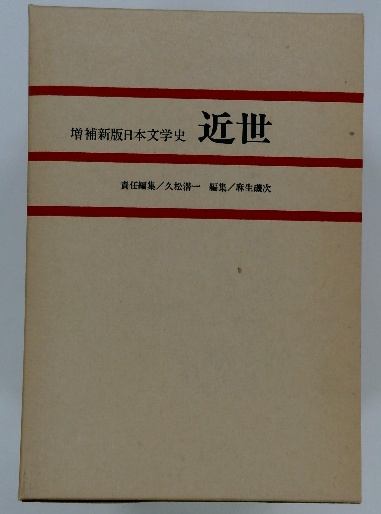 増補新版日本文学史 近世
責任編集/久松潜一 編集/麻生磯次